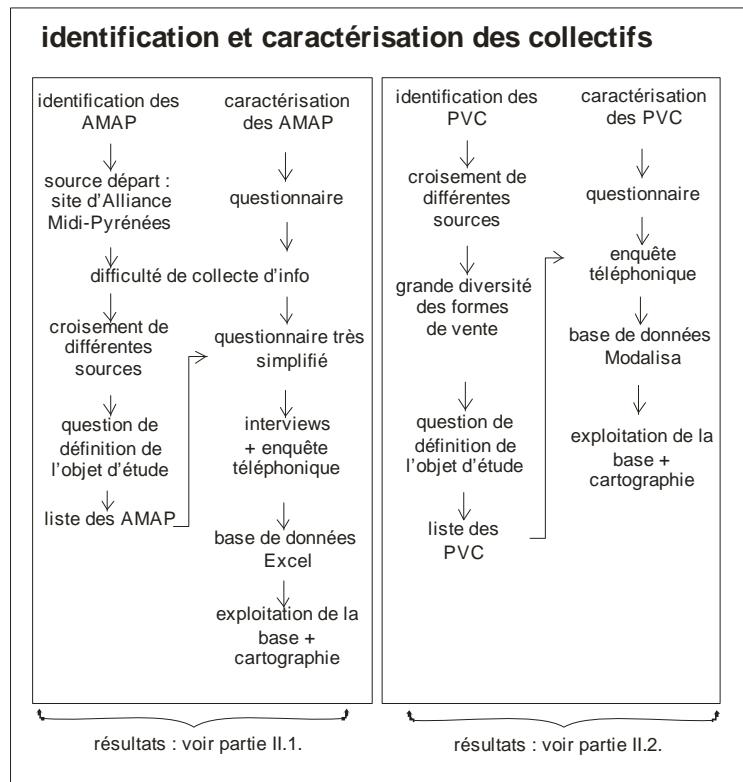 identification et caractérisation des collectifs
identification des
AMAP
source départ :
site d'Alliance
Midi-Pyrénées
difficulté de collecte d'info
croisement de
différentes
sources
question de
définition de
l'objet d'étude
liste des AMAP
caractérisation
des AMAP
questionnaire
questionnaire très
simplifié
interviews
+ enquête
téléphonique
base de données
Excel
exploitation de la
base +
cartographie
résultats : voir partie II.1.
identification des
PVC
croisement de
différentes
sources
grande diversité
des formes
de vente
question de
définition de
l'objet d'étude
liste des
PVC
caractérisation
des PVC
questionnaire
enquête
téléphonique
base de données
Modalisa
exploitation de la
base +
cartographie
résultats : voir partie II.2.